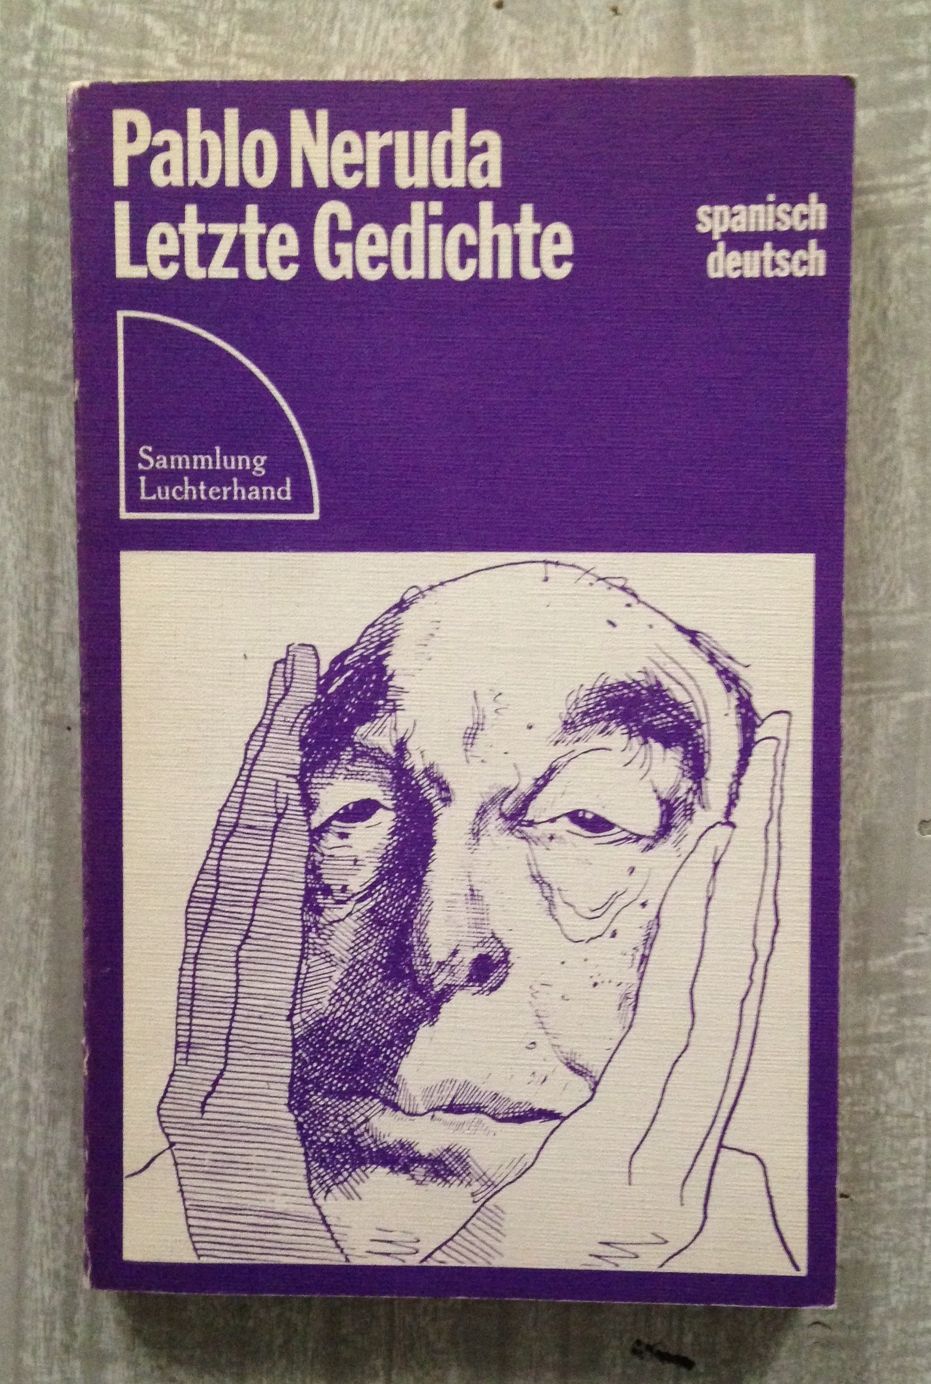 Pablo Neruda
Letzte Gedichte
spanisch
deutsch
Sammlung
Luchterhand